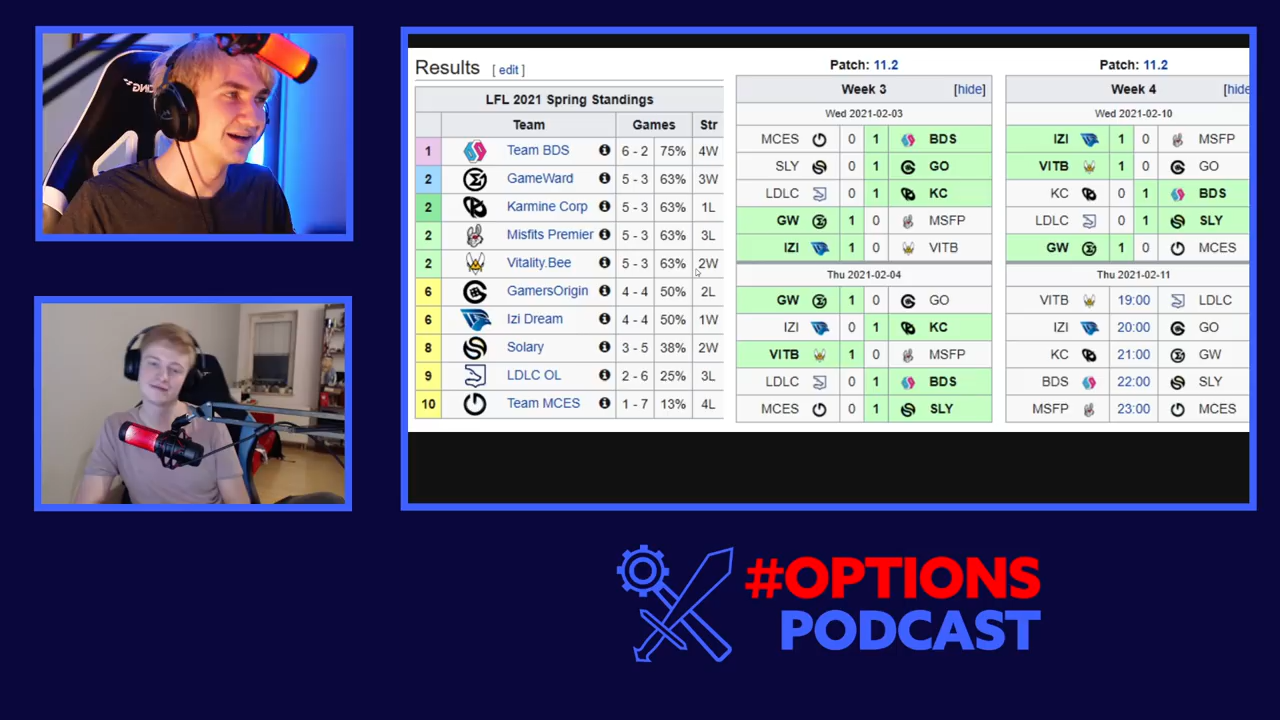 Results [ edit ]
LFL 2021 Spring Standings
Team Games Str
1 Team BDS 6 - 2 75% 4W
2 GameWard 5 - 3 63% 3W
2 Karmine Corp 5 - 3 63% 1L
2 Misfits Premier 5 - 3 63% 3L
2 Vitality.Bee 5 - 3 63% 2W
6 GamersOrigin 4 - 4 50% 2L
6 Izi Dream 4 - 4 50% 1W
8 Solary 3 - 5 38% 2W
9 LDLC OL 2 - 6 25% 3L
10 Team MCES 1 - 7 13% 4L
Patch: 11.2
Week 3 [hide]
Wed 2021-02-03
MCES 0 1 BDS
SLY 0 1 GO
LDLC 0 1 KC
GW 1 0 MSFP
IZI 1 0 VITB
Thu 2021-02-04
GW 1 0 GO
IZI 0 1 KC
VITB 1 0 MSFP
LDLC 0 1 BDS
MCES 0 1 SLY
Patch: 11.2
Week 4 [hide
Wed 2021-02-10
IZI 1 0 MSFP
VITB 1 0 GO
KC 0 1 BDS
LDLC 0 1 SLY
GW 1 0 MCES
Thu 2021-02-11
VITB 19:00 LDLC
IZI 20:00 GO
KC 21:00 GW
BDS 22:00 SLY
MSFP 23:00 MCES
#OPTIONS
PODCAST